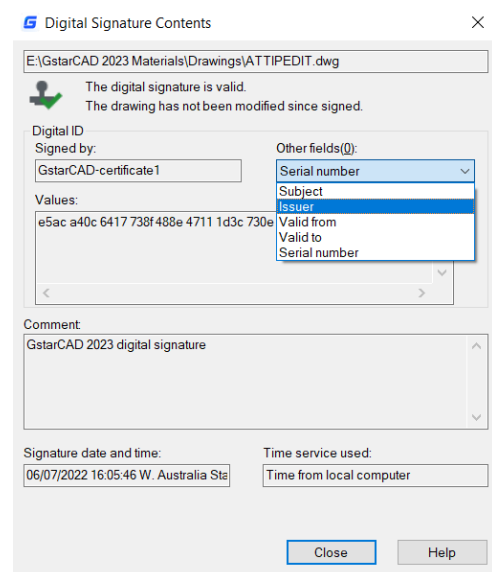 Digital Signature Contents
E:\GstarCAD 2023 Materials\Drawings\ATTIPEDIT.dwg
The digital signature is valid.
The drawing has not been modified since signed.
Digital ID
Signed by:
Other fields(0):
GstarCAD-certificate1
Serial number
Subject
Issuer
Valid from
Valid to
Serial number
Values:
e5ac a40c 6417 738f 488e 4711 1d3c 730e
Comment:
GstarCAD 2023 digital signature
Signature date and time:
Time service used:
06/07/2022 16:05:46 W. Australia Sta
Time from local computer
Close
Help